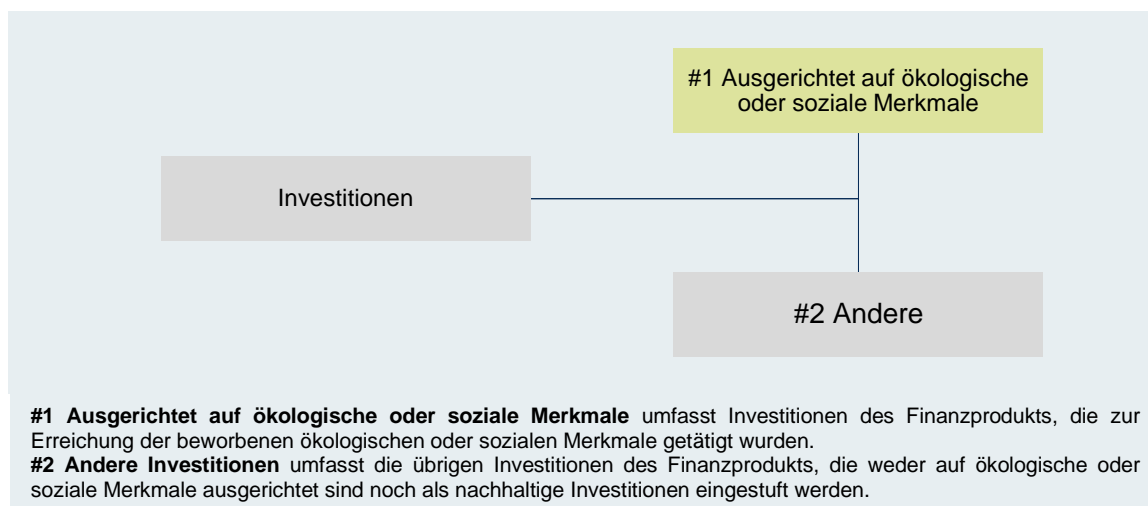 #1 Ausgerichtet auf ökologische
oder soziale Merkmale
Investitionen
#2 Andere
#1 Ausgerichtet auf ökologische oder soziale Merkmale umfasst Investitionen des Finanzprodukts, die zur
Erreichung der beworbenen ökologischen oder sozialen Merkmale getätigt wurden.
#2 Andere Investitionen umfasst die übrigen Investitionen des Finanzprodukts, die weder auf ökologische oder
soziale Merkmale ausgerichtet sind noch als nachhaltige Investitionen eingestuft werden.